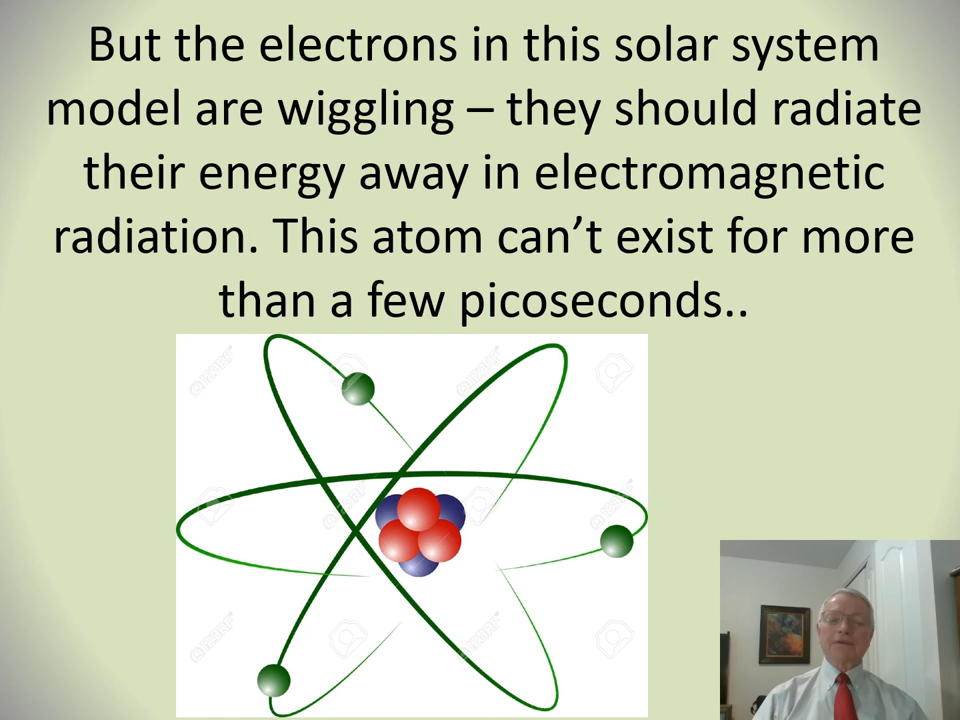 But the electrons in this solar system
model are wiggling – they should radiate
their energy away in electromagnetic
radiation. This atom can’t exist for more
than a few picoseconds..